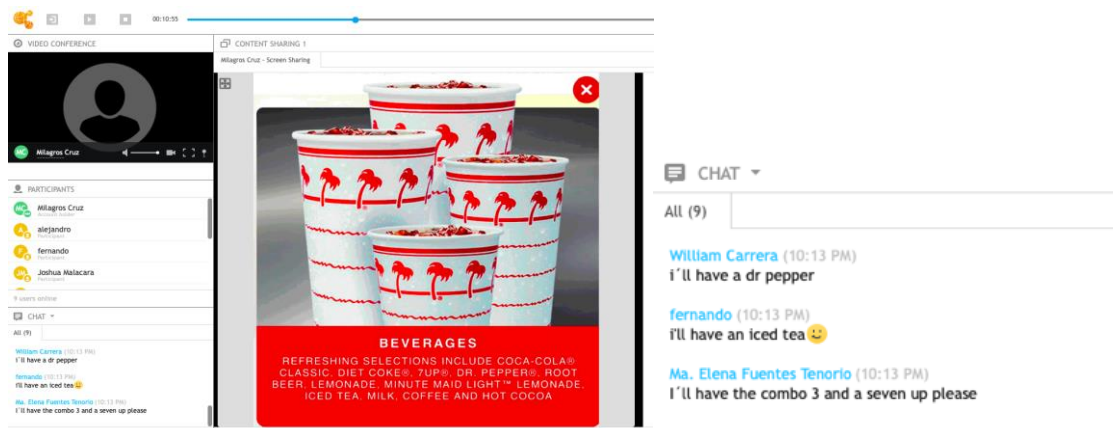 00:10:55
VIDEO CONFERENCE
MC Milagros Cruz
PARTICIPANTS
MC Milagros Cruz
Account holder
A alejandro
Participant
F fernando
Participant
JM Joshua Malacara
Participant
9 users online
CHAT
All (9)
William Carrera (10:13 PM)
i´ll have a dr pepper
fernando (10:13 PM)
i'll have an iced tea🙂
Ma. Elena Fuentes Tenorio (10:13 PM)
I´ll have the combo 3 and a seven up please
CONTENT SHARING 1
Milagros Cruz - Screen Sharing
BEVERAGES
REFRESHING SELECTIONS INCLUDE COCA-COLA®
CLASSIC, DIET COKE®, 7UP®, DR. PEPPER®, ROOT
BEER, LEMONADE, MINUTE MAID LIGHT™ LEMONADE,
ICED TEA, MILK, COFFEE AND HOT COCOA
CHAT
All (9)
William Carrera (10:13 PM)
i´ll have a dr pepper
fernando (10:13 PM)
i'll have an iced tea🙂
Ma. Elena Fuentes Tenorio (10:13 PM)
I´ll have the combo 3 and a seven up please